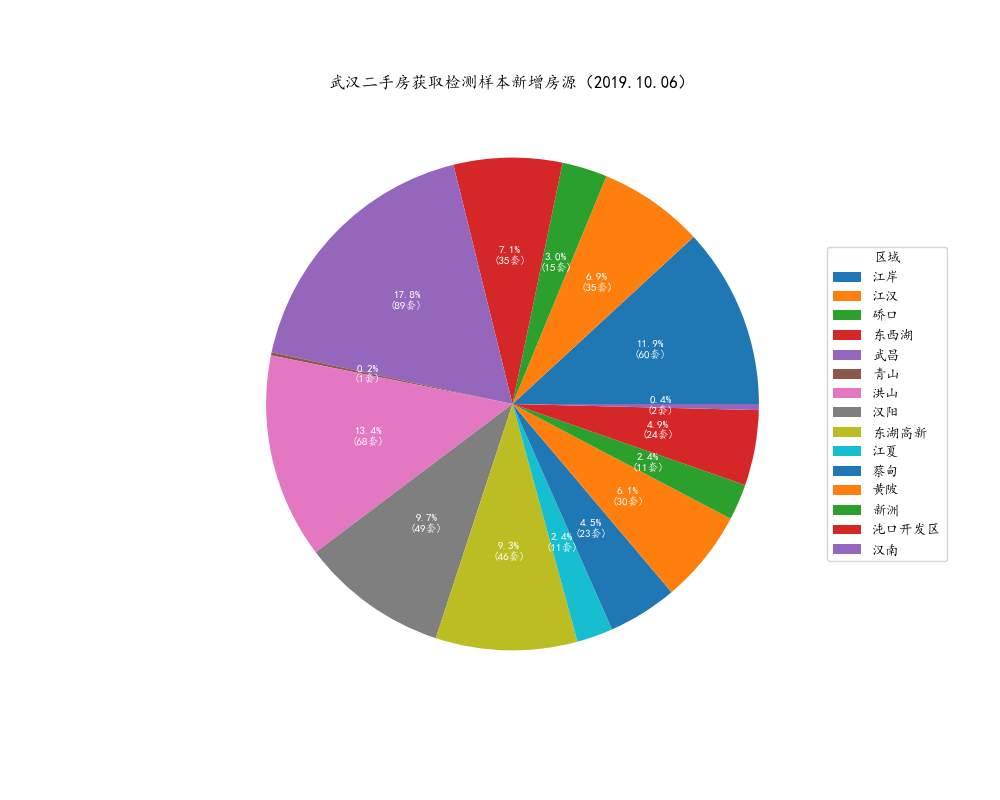 武汉二手房获取检测样本新增房源（2019.10.06）
7.1%
(35套)
3.0%
(15套)
6.9%
(35套)
17.8%
(89套)
11.9%
(60套)
0.2%
(1套)
0.4%
(2套)
13.4%
(68套)
4.9%
(24套)
2.4%
(11套)
6.1%
(30套)
9.7%
(49套)
4.5%
(23套)
2.4%
(11套)
9.3%
(46套)
区域
江岸
江汉
硚口
东西湖
武昌
青山
洪山
汉阳
东湖高新
江夏
蔡甸
黄陂
新洲
沌口开发区
汉南